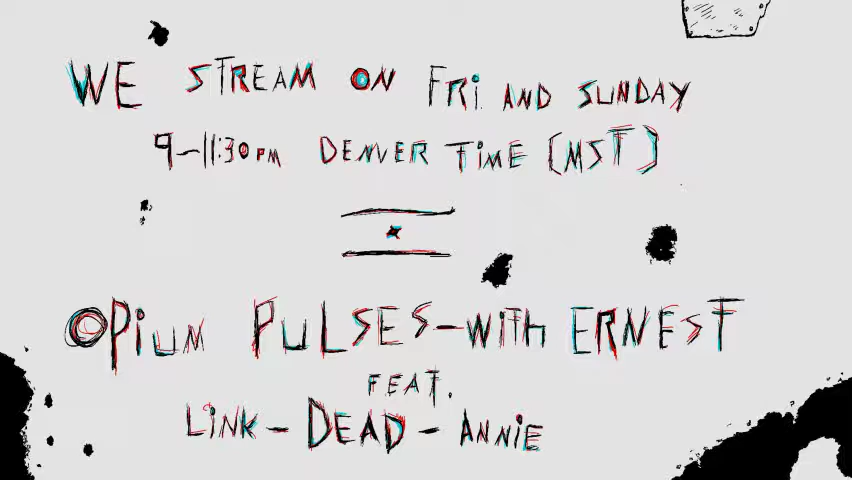 WE STREAM ON FRI AND SUNDAY
9-11:30PM DENVER TIME (MST)
OPiUM PULSES-WITH ERNEST
FEAT.
LiNK-DEAD-ANNiE